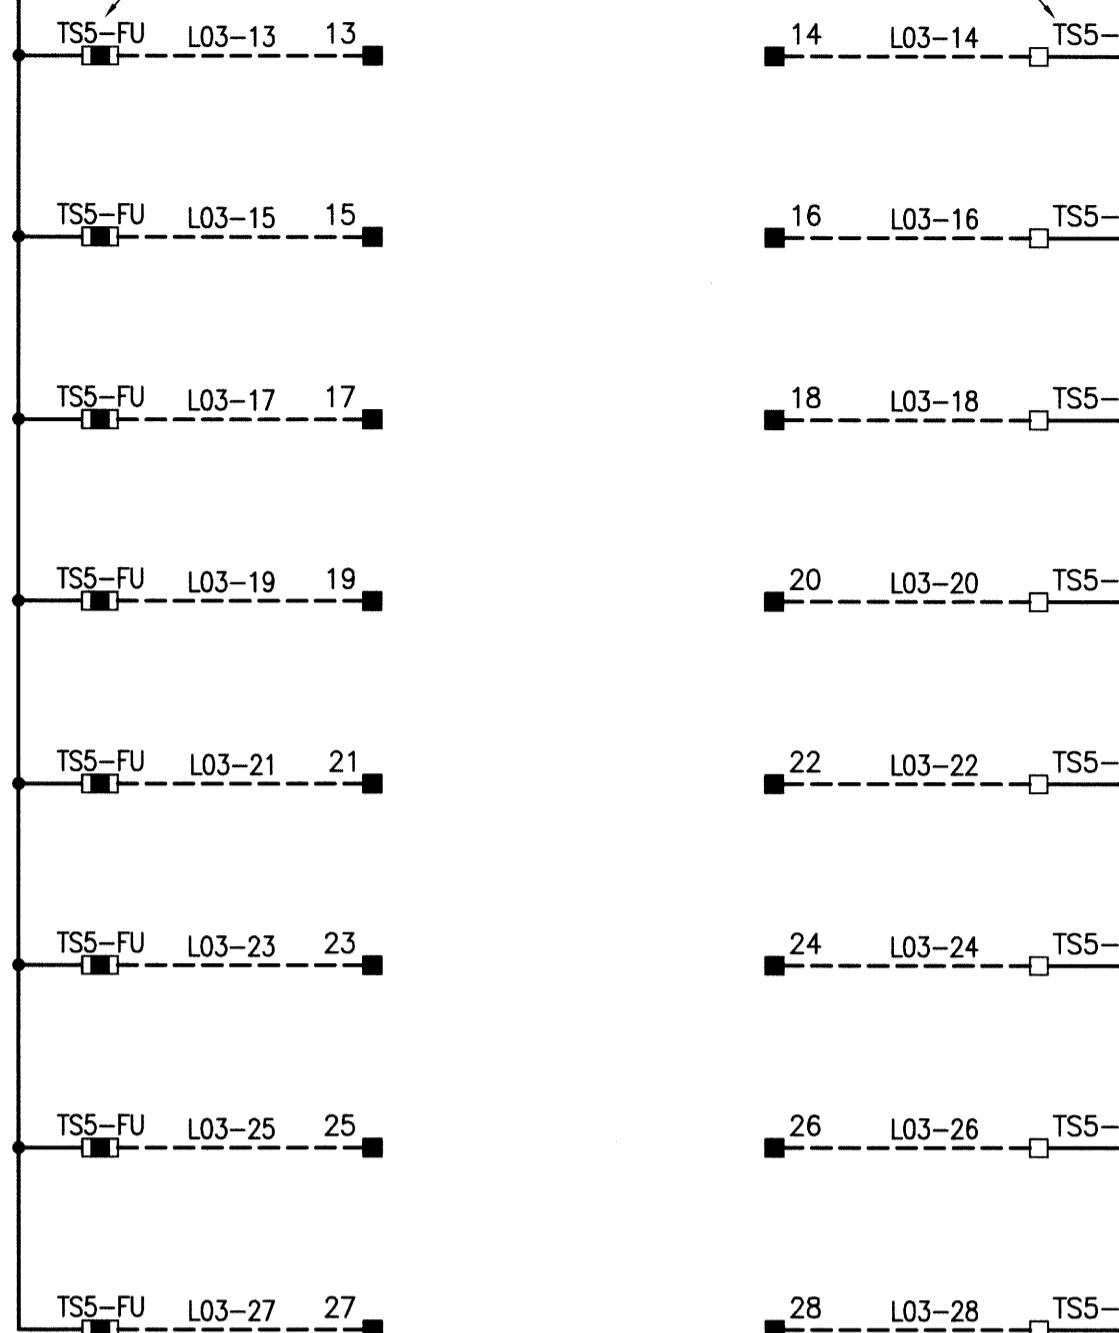 TS5-FU L03-13 13 14 L03-14 TS5-
TS5-FU L03-15 15 16 L03-16 TS5-
TS5-FU L03-17 17 18 L03-18 TS5-
TS5-FU L03-19 19 20 L03-20 TS5-
TS5-FU L03-21 21 22 L03-22 TS5-
TS5-FU L03-23 23 24 L03-24 TS5-
TS5-FU L03-25 25 26 L03-26 TS5-
TS5-FU L03-27 27 28 L03-28 TS5-